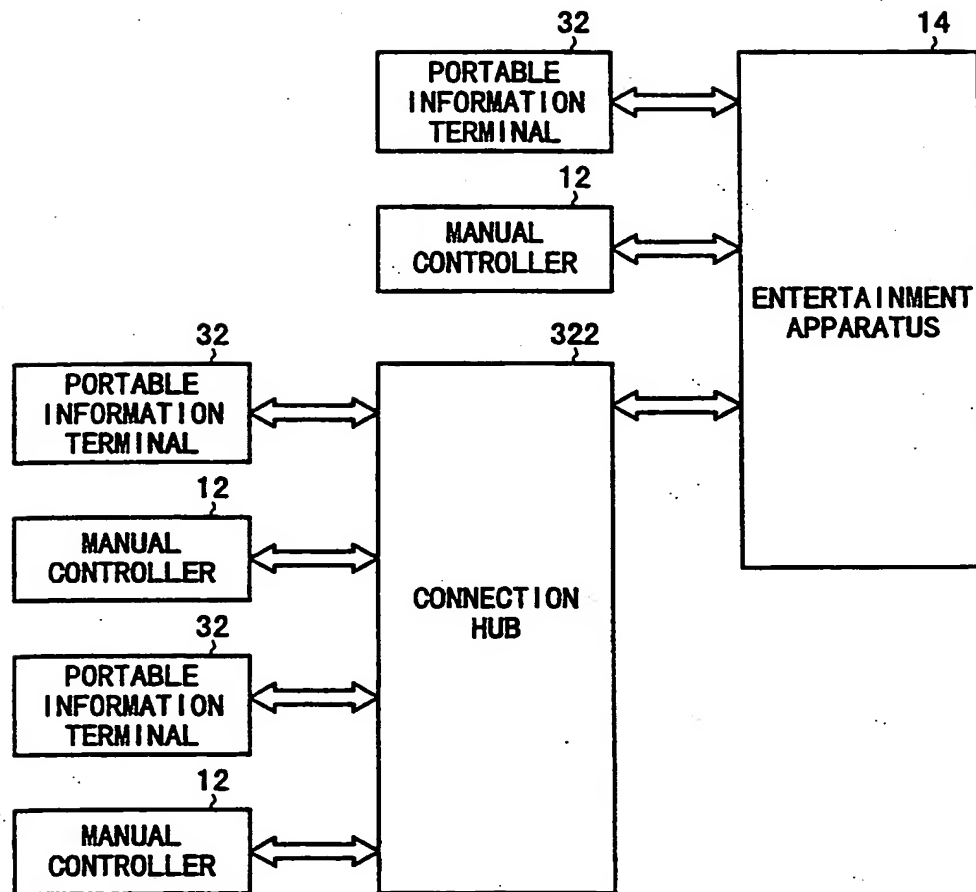 32
PORTABLE
INFORMATION
TERMINAL
14
ENTERTAINMENT
APPARATUS
12
MANUAL
CONTROLLER
32
PORTABLE
INFORMATION
TERMINAL
322
CONNECTION
HUB
12
MANUAL
CONTROLLER
32
PORTABLE
INFORMATION
TERMINAL
12
MANUAL
CONTROLLER